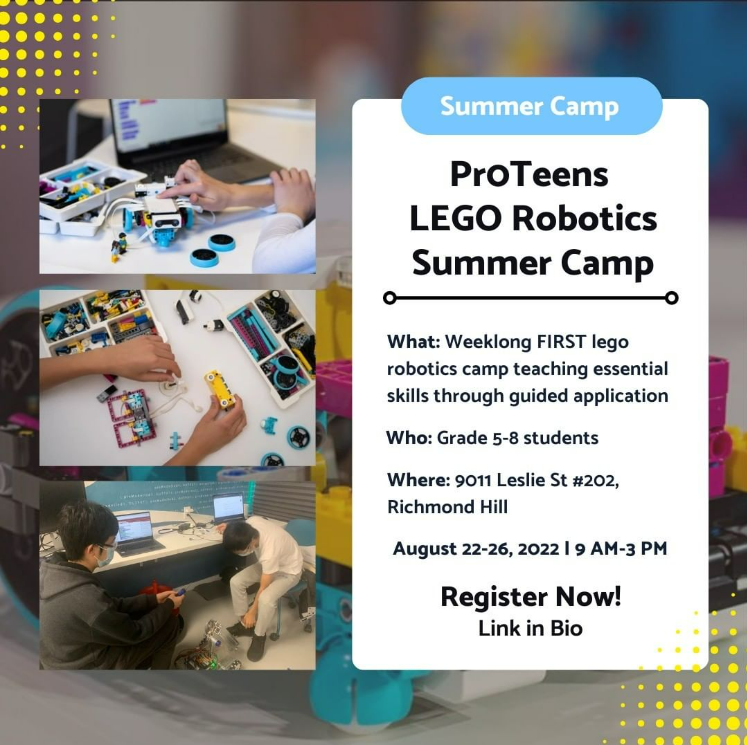 Summer Camp
ProTeens
LEGO Robotics
Summer Camp
What: Weeklong FIRST lego
robotics camp teaching essential
skills through guided application
Who: Grade 5-8 students
Where: 9011 Leslie St #202,
Richmond Hill
August 22-26, 2022 | 9 AM-3 PM
Register Now!
Link in Bio